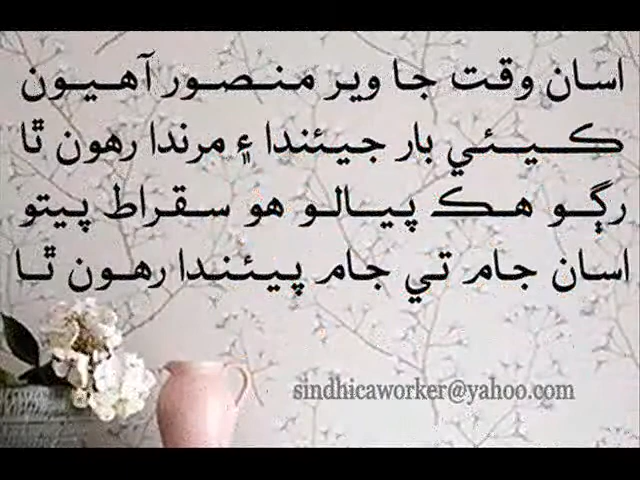 اسان وقت جا وير منصور آهيون
ڪيئي بار جيئندا ۽ مرندا رهون ٿا
رڳو هڪ پيالو هو سقراط پيتو
اسان جام تي جام پيئندا رهون ٿا
sindhicaworker@yahoo.com